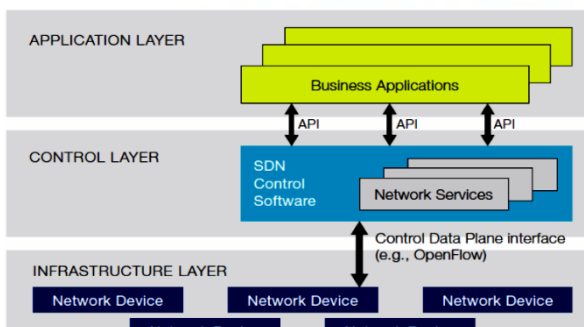 APPLICATION LAYER
Business Applications
API API API
CONTROL LAYER
SDN
Control
Software
Network Services
Control Data Plane interface
(e.g., OpenFlow)
INFRASTRUCTURE LAYER
Network Device Network Device Network Device